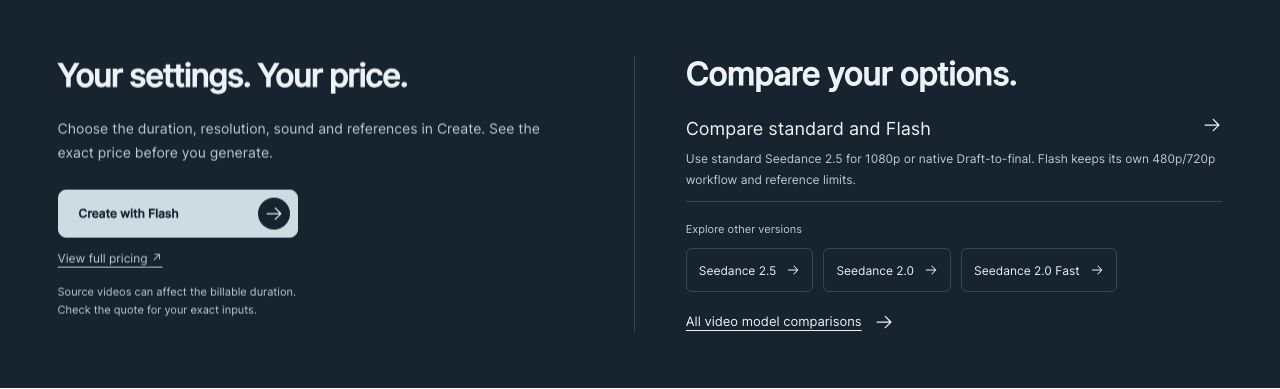 Your settings. Your price.
Choose the duration, resolution, sound and references in Create. See the
exact price before you generate.
Create with Flash
View full pricing ↗
Source videos can affect the billable duration.
Check the quote for your exact inputs.
Compare your options.
Compare standard and Flash →
Use standard Seedance 2.5 for 1080p or native Draft-to-final. Flash keeps its own 480p/720p
workflow and reference limits.
Explore other versions
Seedance 2.5 → Seedance 2.0 → Seedance 2.0 Fast →
All video model comparisons →